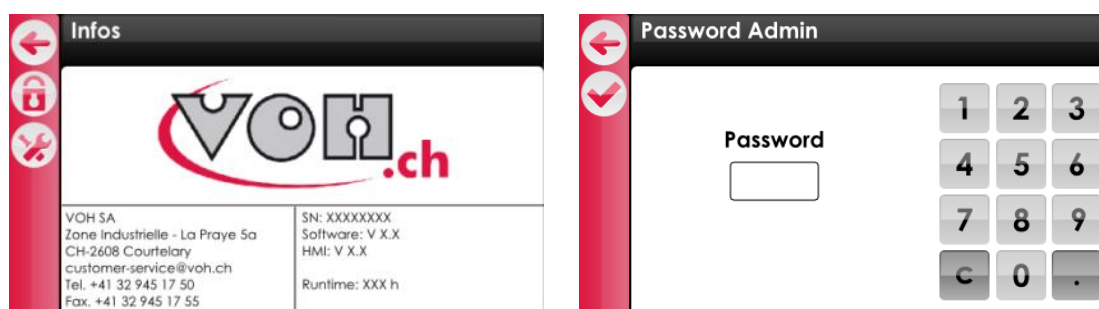 Infos
VOH.ch
VOH SA
Zone Industrielle - La Praye 5a
CH-2608 Courtelary
customer-service@voh.ch
Tel. +41 32 945 17 50
Fax. +41 32 945 17 55
SN: XXXXXXXX
Software: V X.X
HMI: V X.X
Runtime: XXX h
Password Admin
Password
1 2 3
4 5 6
7 8 9
C 0 .